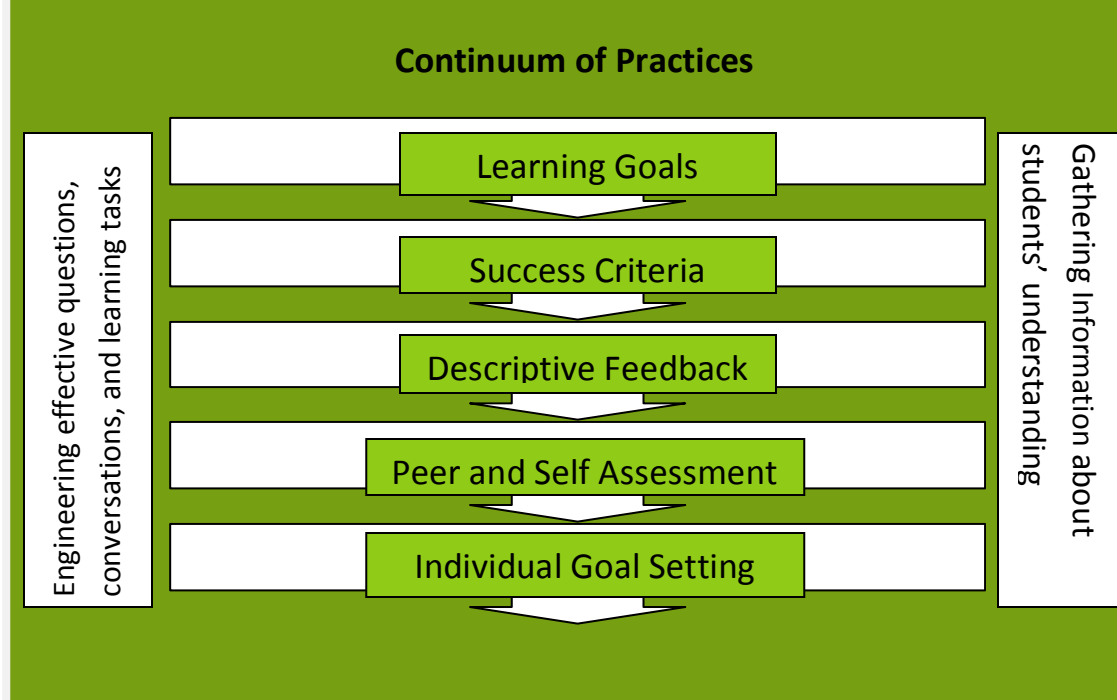 Continuum of Practices
Engineering effective questions,
conversations, and learning tasks
Learning Goals
Success Criteria
Descriptive Feedback
Peer and Self Assessment
Individual Goal Setting
Gathering Information about
students’ understanding